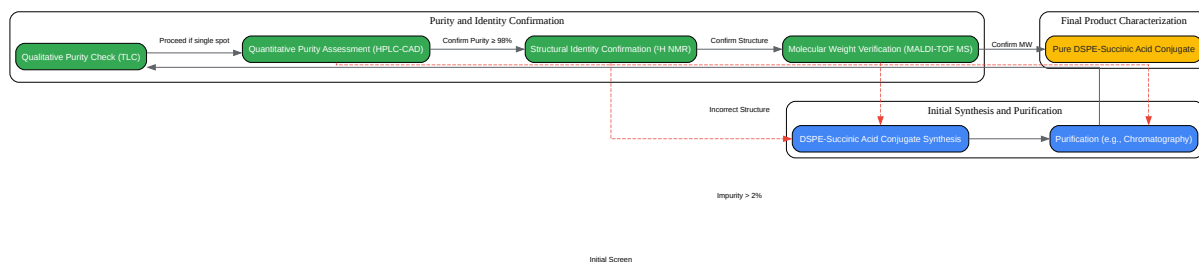 Purity and Identity Confirmation
Final Product Characterization
Qualitative Purity Check (TLC)
Proceed if single spot
Quantitative Purity Assessment (HPLC-CAD)
Confirm Purity ≥ 98%
Structural Identity Confirmation (¹H NMR)
Confirm Structure
Molecular Weight Verification (MALDI-TOF MS)
Confirm MW
Pure DSPE-Succinic Acid Conjugate
Incorrect Structure
Initial Synthesis and Purification
DSPE-Succinic Acid Conjugate Synthesis
Purification (e.g., Chromatography)
Impurity > 2%
Initial Screen